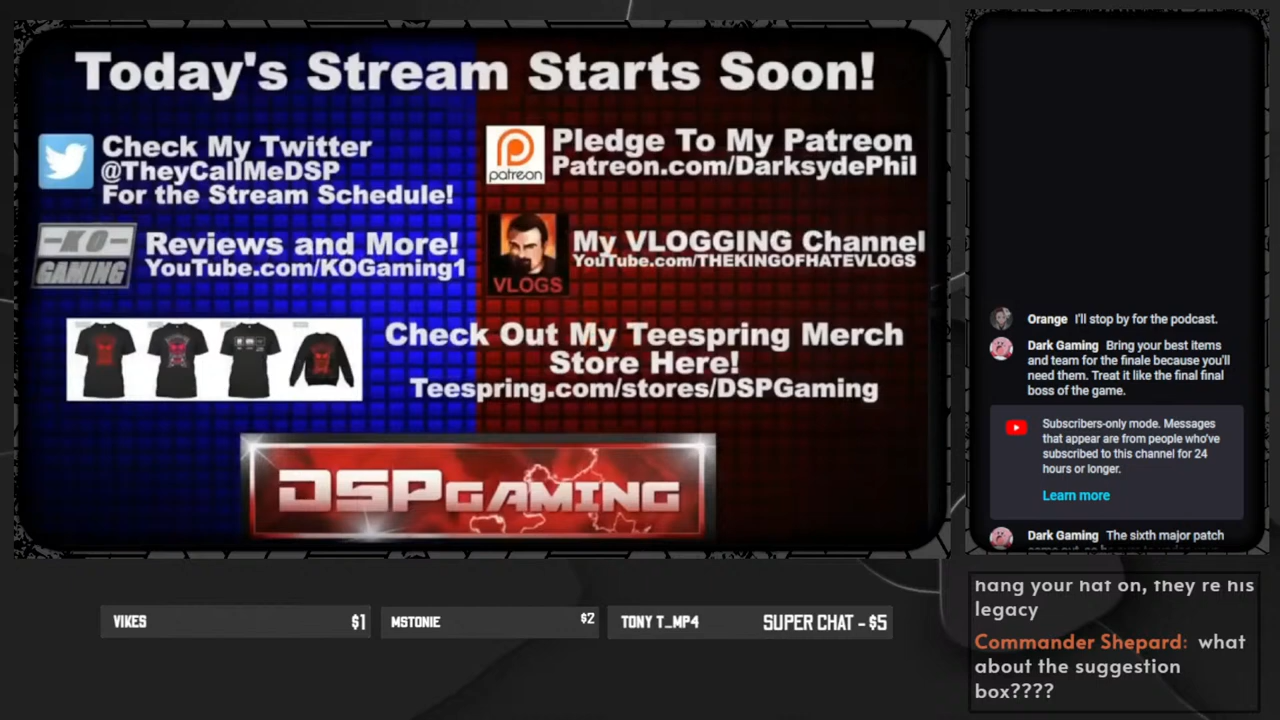 Today's Stream Starts Soon!
Check My Twitter
@TheyCallMeDSP
For the Stream Schedule!
Pledge To My Patreon
Patreon.com/DarksydePhil
patreon
-KO-
GAMING
Reviews and More!
YouTube.com/KOGaming1
My VLOGGING Channel
YouTube.com/THEKINGOFHATEVLOGS
VLOGS
Check Out My Teespring Merch
Store Here!
Teespring.com/stores/DSPGaming
DSPGAMING
Orange I'll stop by for the podcast.
Dark Gaming Bring your best items
and team for the finale because you'll
need them. Treat it like the final final
boss of the game.
Subscribers-only mode. Messages
that appear are from people who've
subscribed to this channel for 24
hours or longer.
Learn more
Dark Gaming The sixth major patch
VIKES $1
MSTONIE $2
TONY T_MP4 SUPER CHAT - $5
hang your hat on, they re his
legacy
Commander Shepard: what
about the suggestion
box????